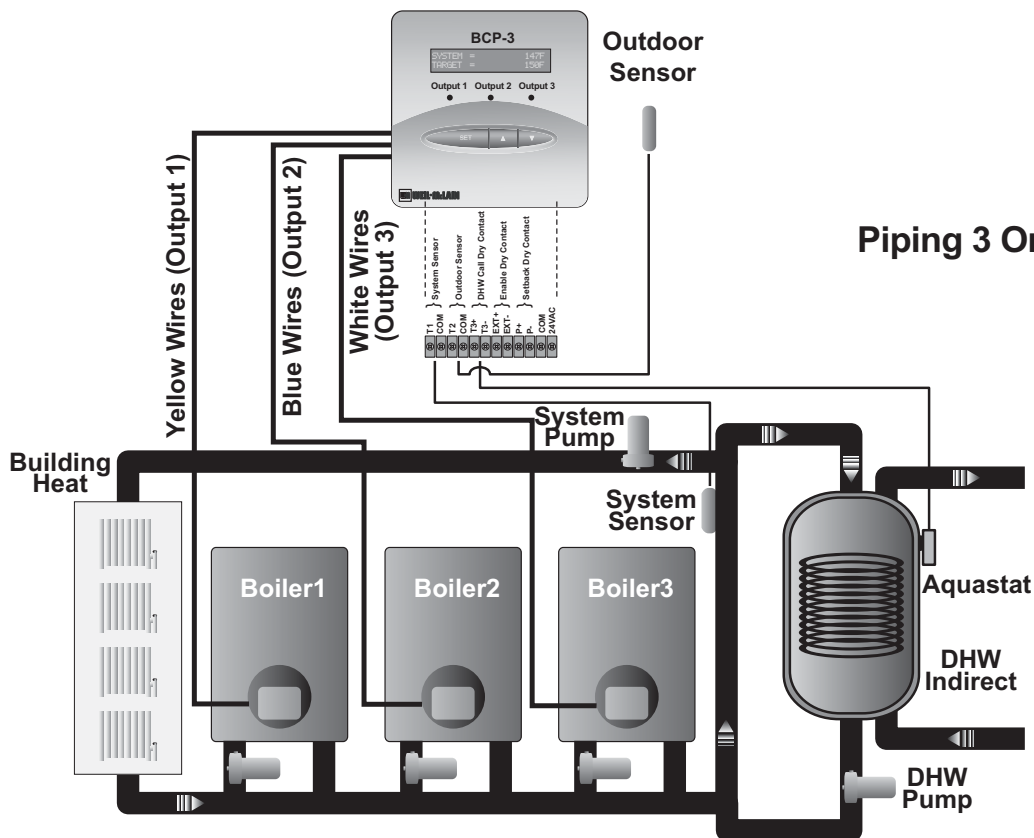 BCP-3
SYSTEM = 147F
TARGET = 150F
Output 1 Output 2 Output 3
SET
WEIL-McLAIN
Outdoor
Sensor
Yellow Wires (Output 1)
Blue Wires (Output 2)
White Wires
(Output 3)
System Sensor
Outdoor Sensor
DHW Call Dry Contact
Enable Dry Contact
Setback Dry Contact
T1
COM
T2
COM
T3+
T3-
EXT+
EXT-
P+
P-
COM
24VAC
Piping 3 On
System
Pump
Building
Heat
System
Sensor
Boiler1
Boiler2
Boiler3
Aquastat
DHW
Indirect
DHW
Pump